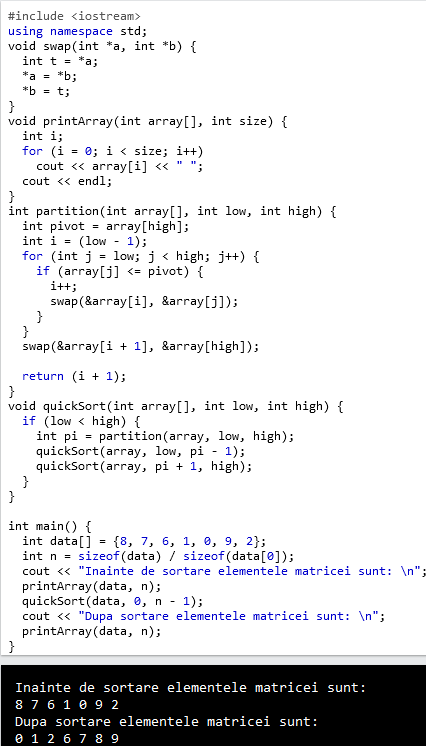 #include <iostream>
using namespace std;
void swap(int *a, int *b) {
  int t = *a;
  *a = *b;
  *b = t;
}
void printArray(int array[], int size) {
  int i;
  for (i = 0; i < size; i++)
    cout << array[i] << " ";
  cout << endl;
}
int partition(int array[], int low, int high) {
  int pivot = array[high];
  int i = (low - 1);
  for (int j = low; j < high; j++) {
    if (array[j] <= pivot) {
      i++;
      swap(&array[i], &array[j]);
    }
  }
  swap(&array[i + 1], &array[high]);

  return (i + 1);
}
void quickSort(int array[], int low, int high) {
  if (low < high) {
    int pi = partition(array, low, high);
    quickSort(array, low, pi - 1);
    quickSort(array, pi + 1, high);
  }
}

int main() {
  int data[] = {8, 7, 6, 1, 0, 9, 2};
  int n = sizeof(data) / sizeof(data[0]);
  cout << "Inainte de sortare elementele matricei sunt: \n";
  printArray(data, n);
  quickSort(data, 0, n - 1);
  cout << "Dupa sortare elementele matricei sunt: \n";
  printArray(data, n);
}
Inainte de sortare elementele matricei sunt:
8 7 6 1 0 9 2
Dupa sortare elementele matricei sunt:
0 1 2 6 7 8 9